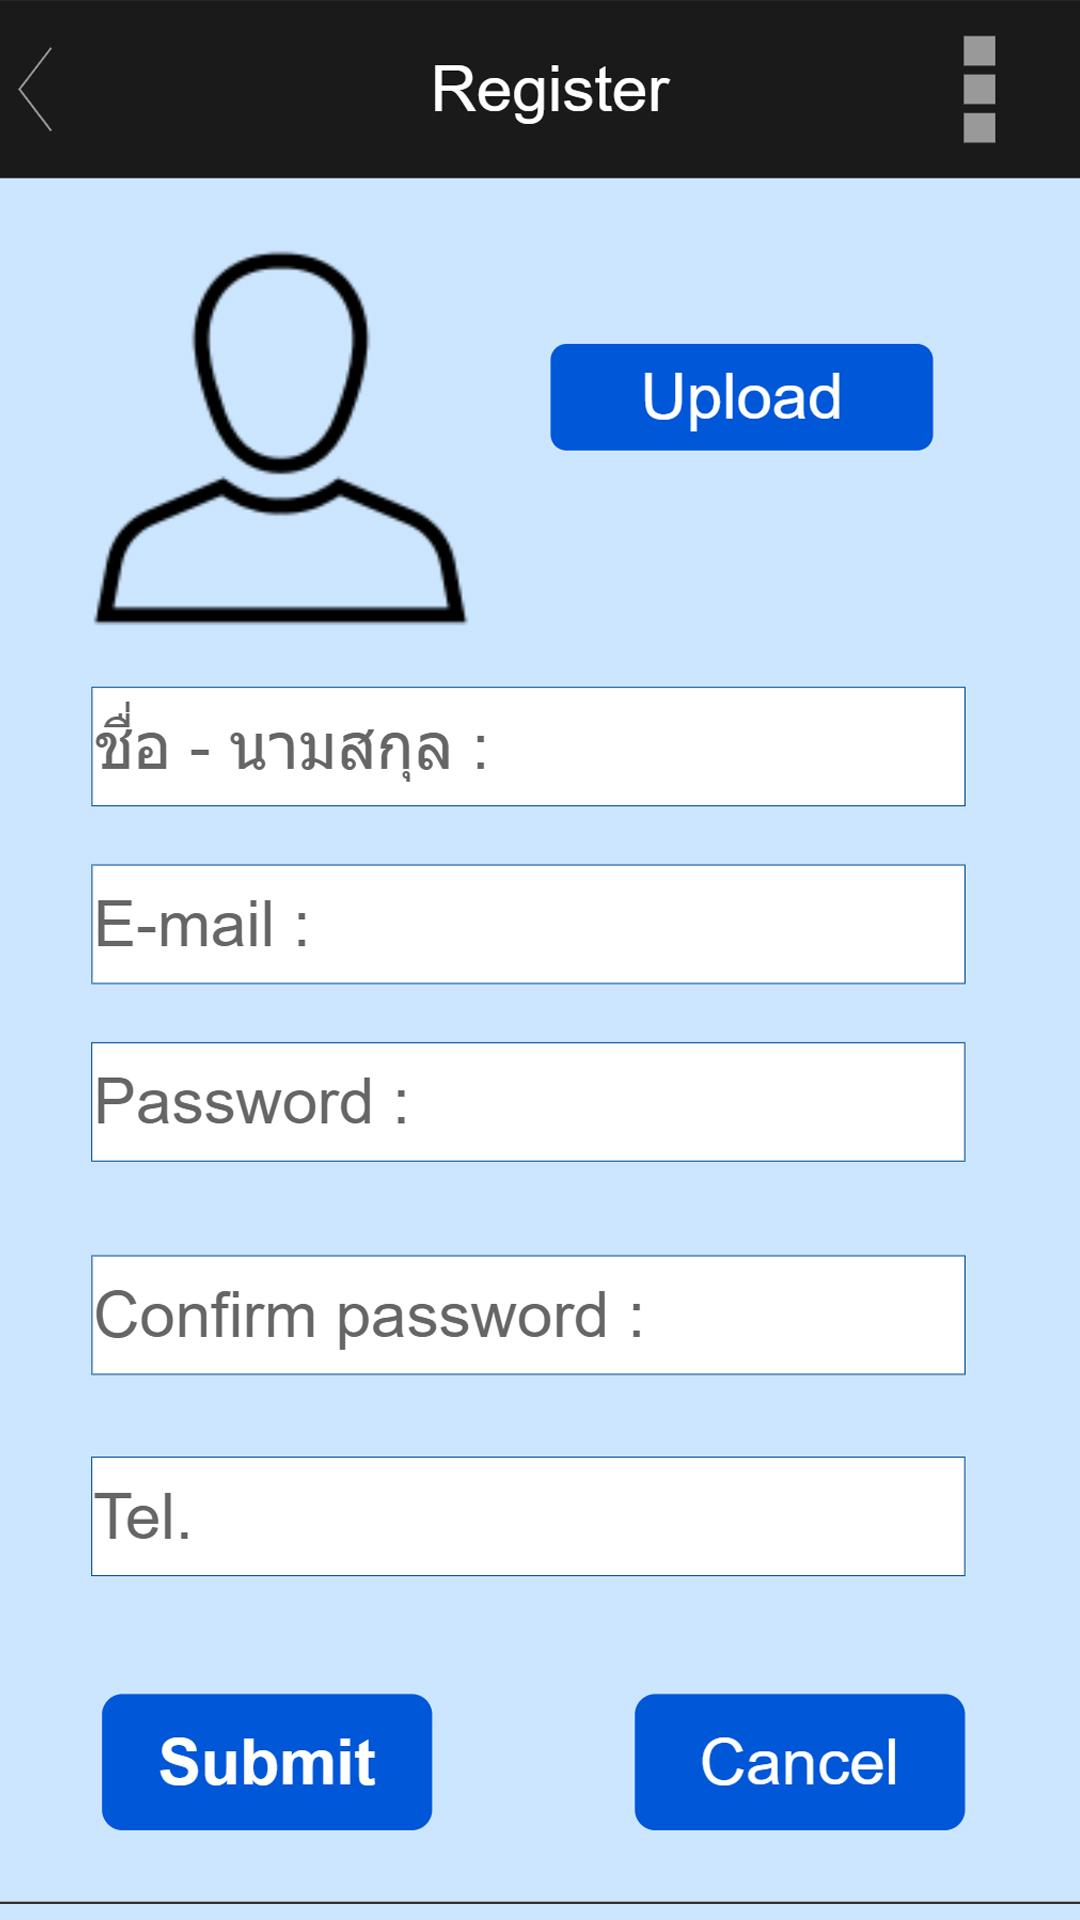 Register
Upload
ชื่อ - นามสกุล :
E-mail :
Password :
Confirm password :
Tel.
Submit
Cancel